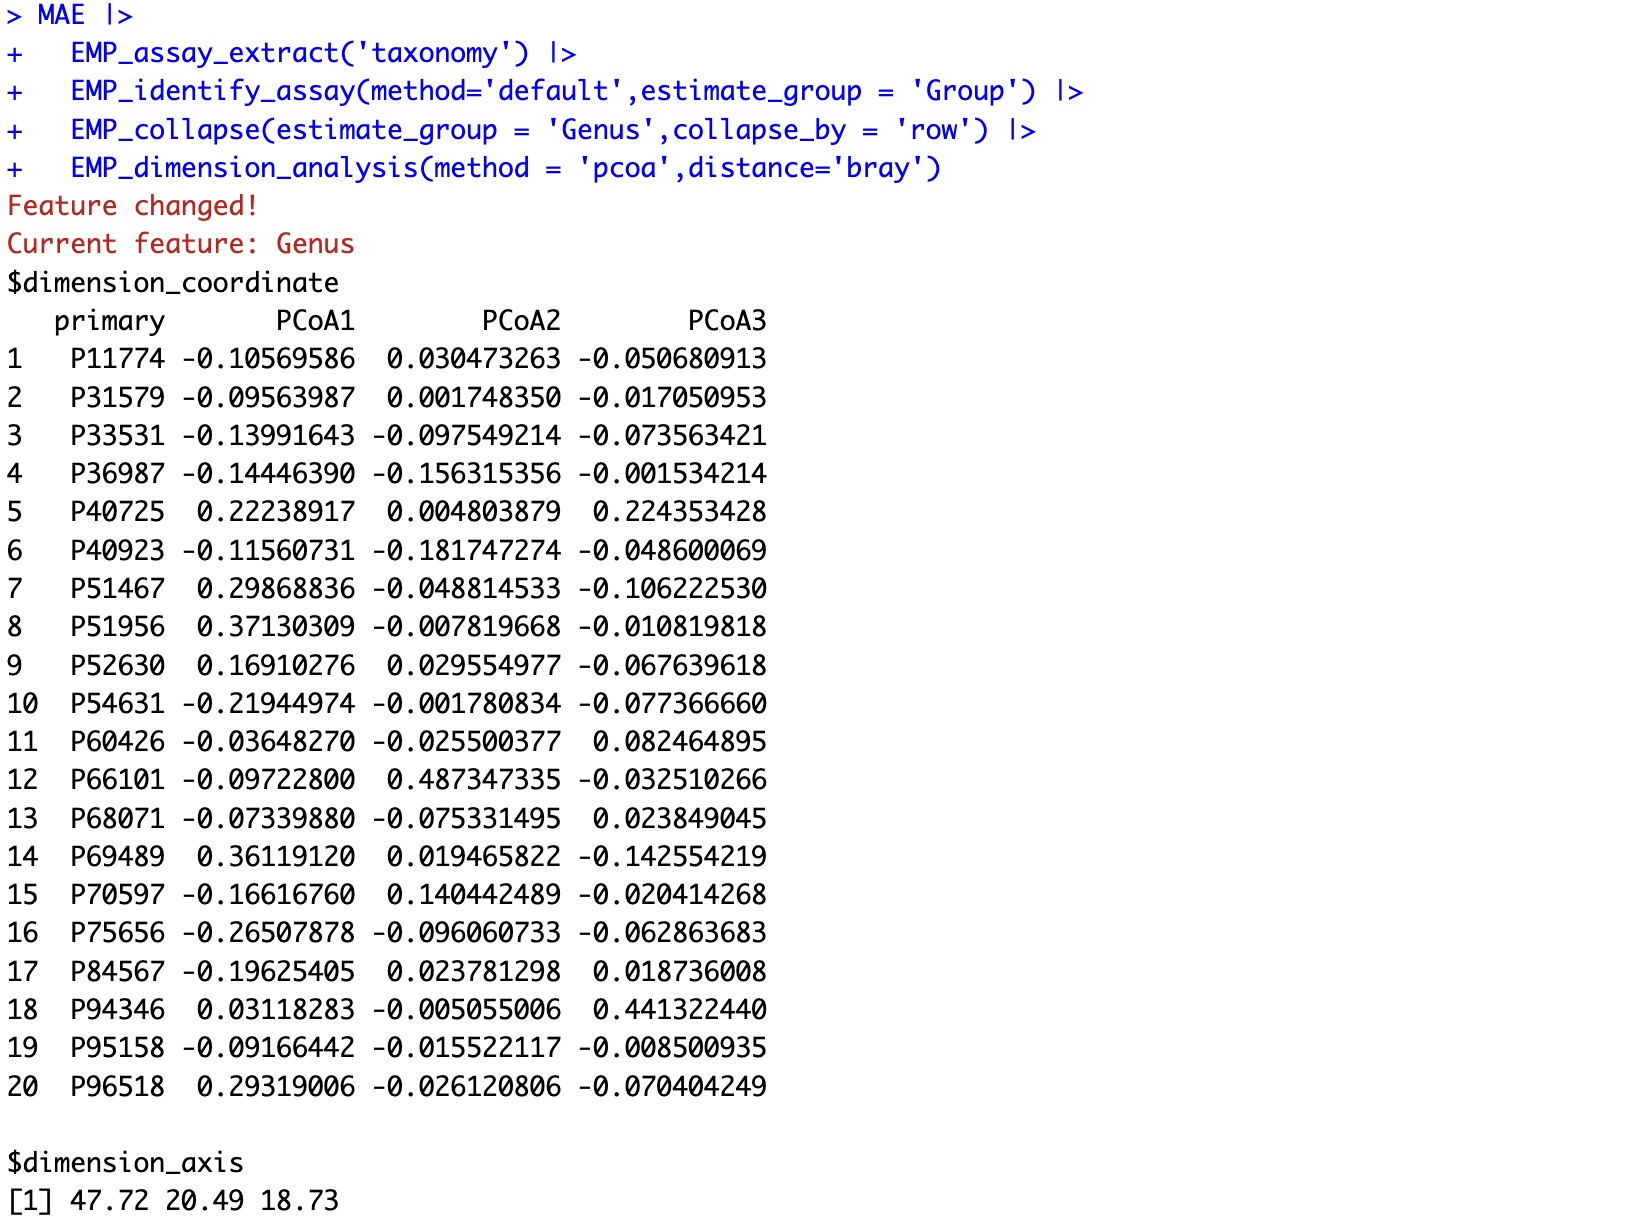 > MAE |>
+   EMP_assay_extract('taxonomy') |>
+   EMP_identify_assay(method='default',estimate_group = 'Group') |>
+   EMP_collapse(estimate_group = 'Genus',collapse_by = 'row') |>
+   EMP_dimension_analysis(method = 'pcoa',distance='bray')
Feature changed!
Current feature: Genus
$dimension_coordinate
   primary       PCoA1        PCoA2        PCoA3
1   P11774 -0.10569586  0.030473263 -0.050680913
2   P31579 -0.09563987  0.001748350 -0.017050953
3   P33531 -0.13991643 -0.097549214 -0.073563421
4   P36987 -0.14446390 -0.156315356 -0.001534214
5   P40725  0.22238917  0.004803879  0.224353428
6   P40923 -0.11560731 -0.181747274 -0.048600069
7   P51467  0.29868836 -0.048814533 -0.106222530
8   P51956  0.37130309 -0.007819668 -0.010819818
9   P52630  0.16910276  0.029554977 -0.067639618
10  P54631 -0.21944974 -0.001780834 -0.077366660
11  P60426 -0.03648270 -0.025500377  0.082464895
12  P66101 -0.09722800  0.487347335 -0.032510266
13  P68071 -0.07339880 -0.075331495  0.023849045
14  P69489  0.36119120  0.019465822 -0.142554219
15  P70597 -0.16616760  0.140442489 -0.020414268
16  P75656 -0.26507878 -0.096060733 -0.062863683
17  P84567 -0.19625405  0.023781298  0.018736008
18  P94346  0.03118283 -0.005055006  0.441322440
19  P95158 -0.09166442 -0.015522117 -0.008500935
20  P96518  0.29319006 -0.026120806 -0.070404249
$dimension_axis
[1] 47.72 20.49 18.73